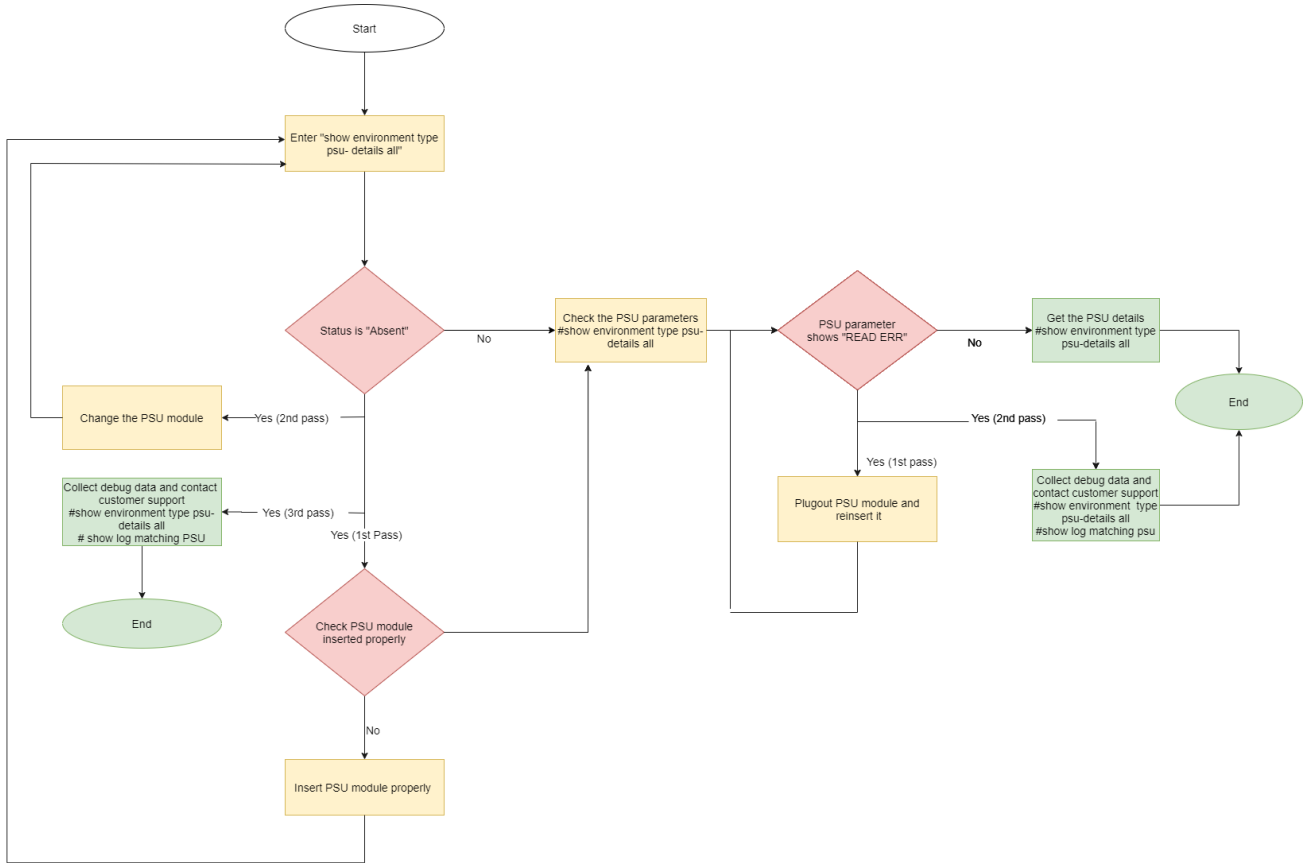 Start
Enter "show environment type
psu- details all"
Status is "Absent"
No
Check the PSU parameters
#show environment type psu-
details all
PSU parameter
shows "READ ERR"
No
Get the PSU details
#show environment type
psu-details all
End
Change the PSU module
Yes (2nd pass)
Yes (2nd pass)
Yes (1st pass)
Collect debug data and contact
customer support
#show environment type psu-
details all
# show log matching PSU
Yes (3rd pass)
Yes (1st Pass)
Plugout PSU module and
reinsert it
Collect debug data and
contact customer support
#show environment  type
psu-details all
#show log matching psu
End
Check PSU module
inserted properly
No
Insert PSU module properly